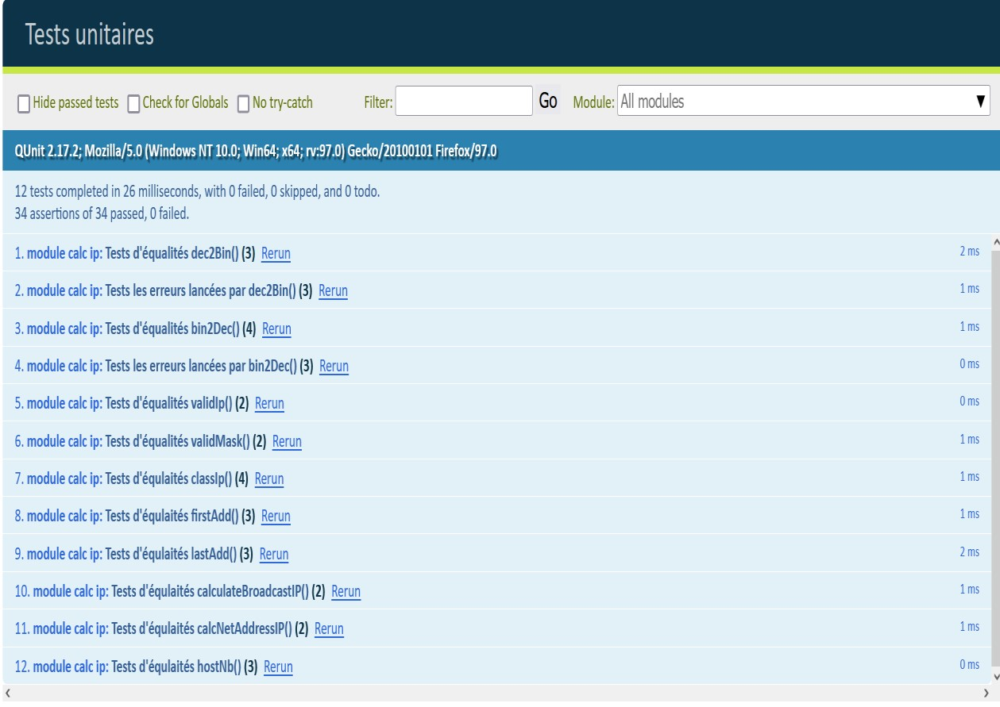 Tests unitaires
Hide passed tests Check for Globals No try-catch Filter: Go Module: All modules ▼
QUnit 2.17.2; Mozilla/5.0 (Windows NT 10.0; Win64; x64; rv:97.0) Gecko/20100101 Firefox/97.0
12 tests completed in 26 milliseconds, with 0 failed, 0 skipped, and 0 todo.
34 assertions of 34 passed, 0 failed.
1. module calc ip: Tests d'équalités dec2Bin() (3) Rerun 2 ms
2. module calc ip: Tests les erreurs lancées par dec2Bin() (3) Rerun 1 ms
3. module calc ip: Tests d'équalités bin2Dec() (4) Rerun 1 ms
4. module calc ip: Tests les erreurs lancées par bin2Dec() (3) Rerun 0 ms
5. module calc ip: Tests d'équalités validIp() (2) Rerun 0 ms
6. module calc ip: Tests d'équalités validMask() (2) Rerun 1 ms
7. module calc ip: Tests d'équlaités classIp() (4) Rerun 1 ms
8. module calc ip: Tests d'équlaités firstAdd() (3) Rerun 1 ms
9. module calc ip: Tests d'équlaités lastAdd() (3) Rerun 2 ms
10. module calc ip: Tests d'équlaités calculateBroadcastIP() (2) Rerun 1 ms
11. module calc ip: Tests d'équlaités calcNetAddressIP() (2) Rerun 1 ms
12. module calc ip: Tests d'équlaités hostNb() (3) Rerun 0 ms